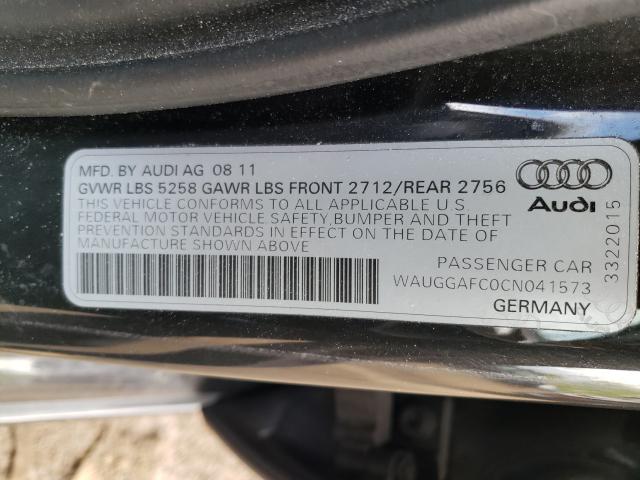 MFD. BY AUDI AG 08 11
GVWR LBS 5258 GAWR LBS FRONT 2712/REAR 2756
THIS VEHICLE CONFORMS TO ALL APPLICABLE U.S.
FEDERAL MOTOR VEHICLE SAFETY,BUMPER AND THEFT
PREVENTION STANDARDS IN EFFECT ON THE DATE OF
MANUFACTURE SHOWN ABOVE
Audi
PASSENGER CAR
WAUGGAFC0CN041573
GERMANY
3322015